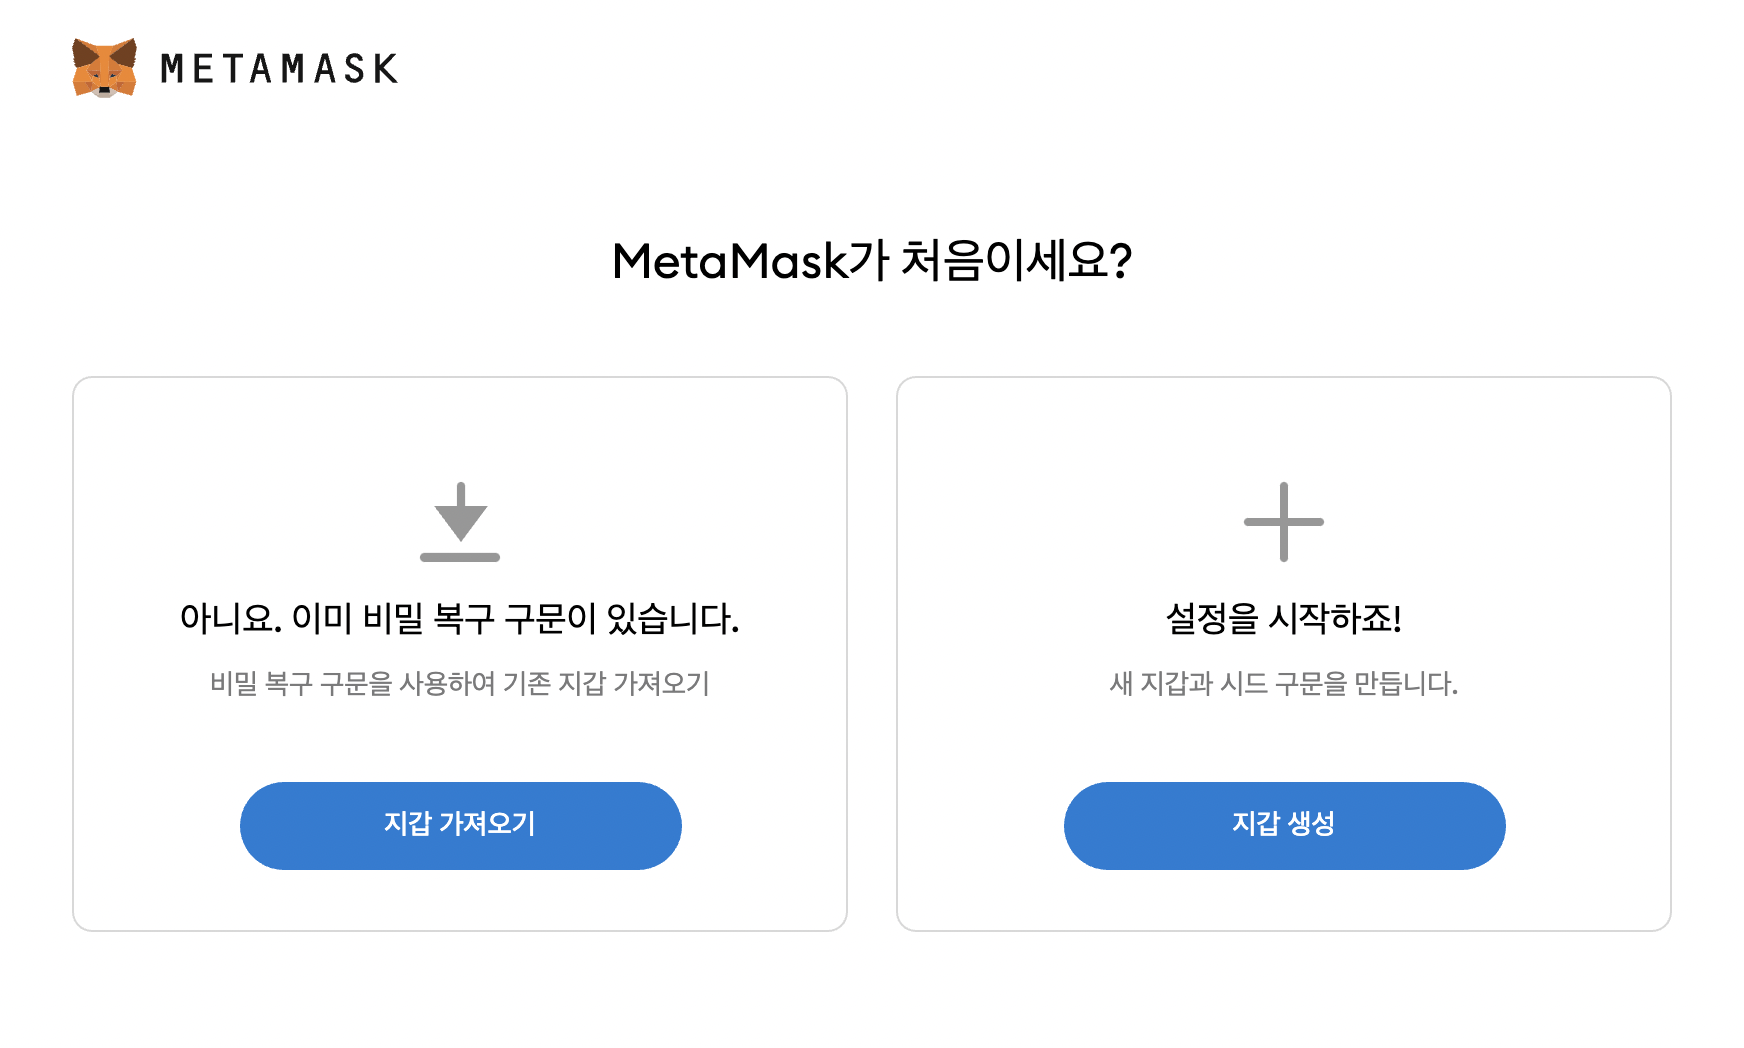 METAMASK
MetaMask가 처음이세요?
아니요. 이미 비밀 복구 구문이 있습니다.
비밀 복구 구문을 사용하여 기존 지갑 가져오기
지갑 가져오기
설정을 시작하죠!
새 지갑과 시드 구문을 만듭니다.
지갑 생성